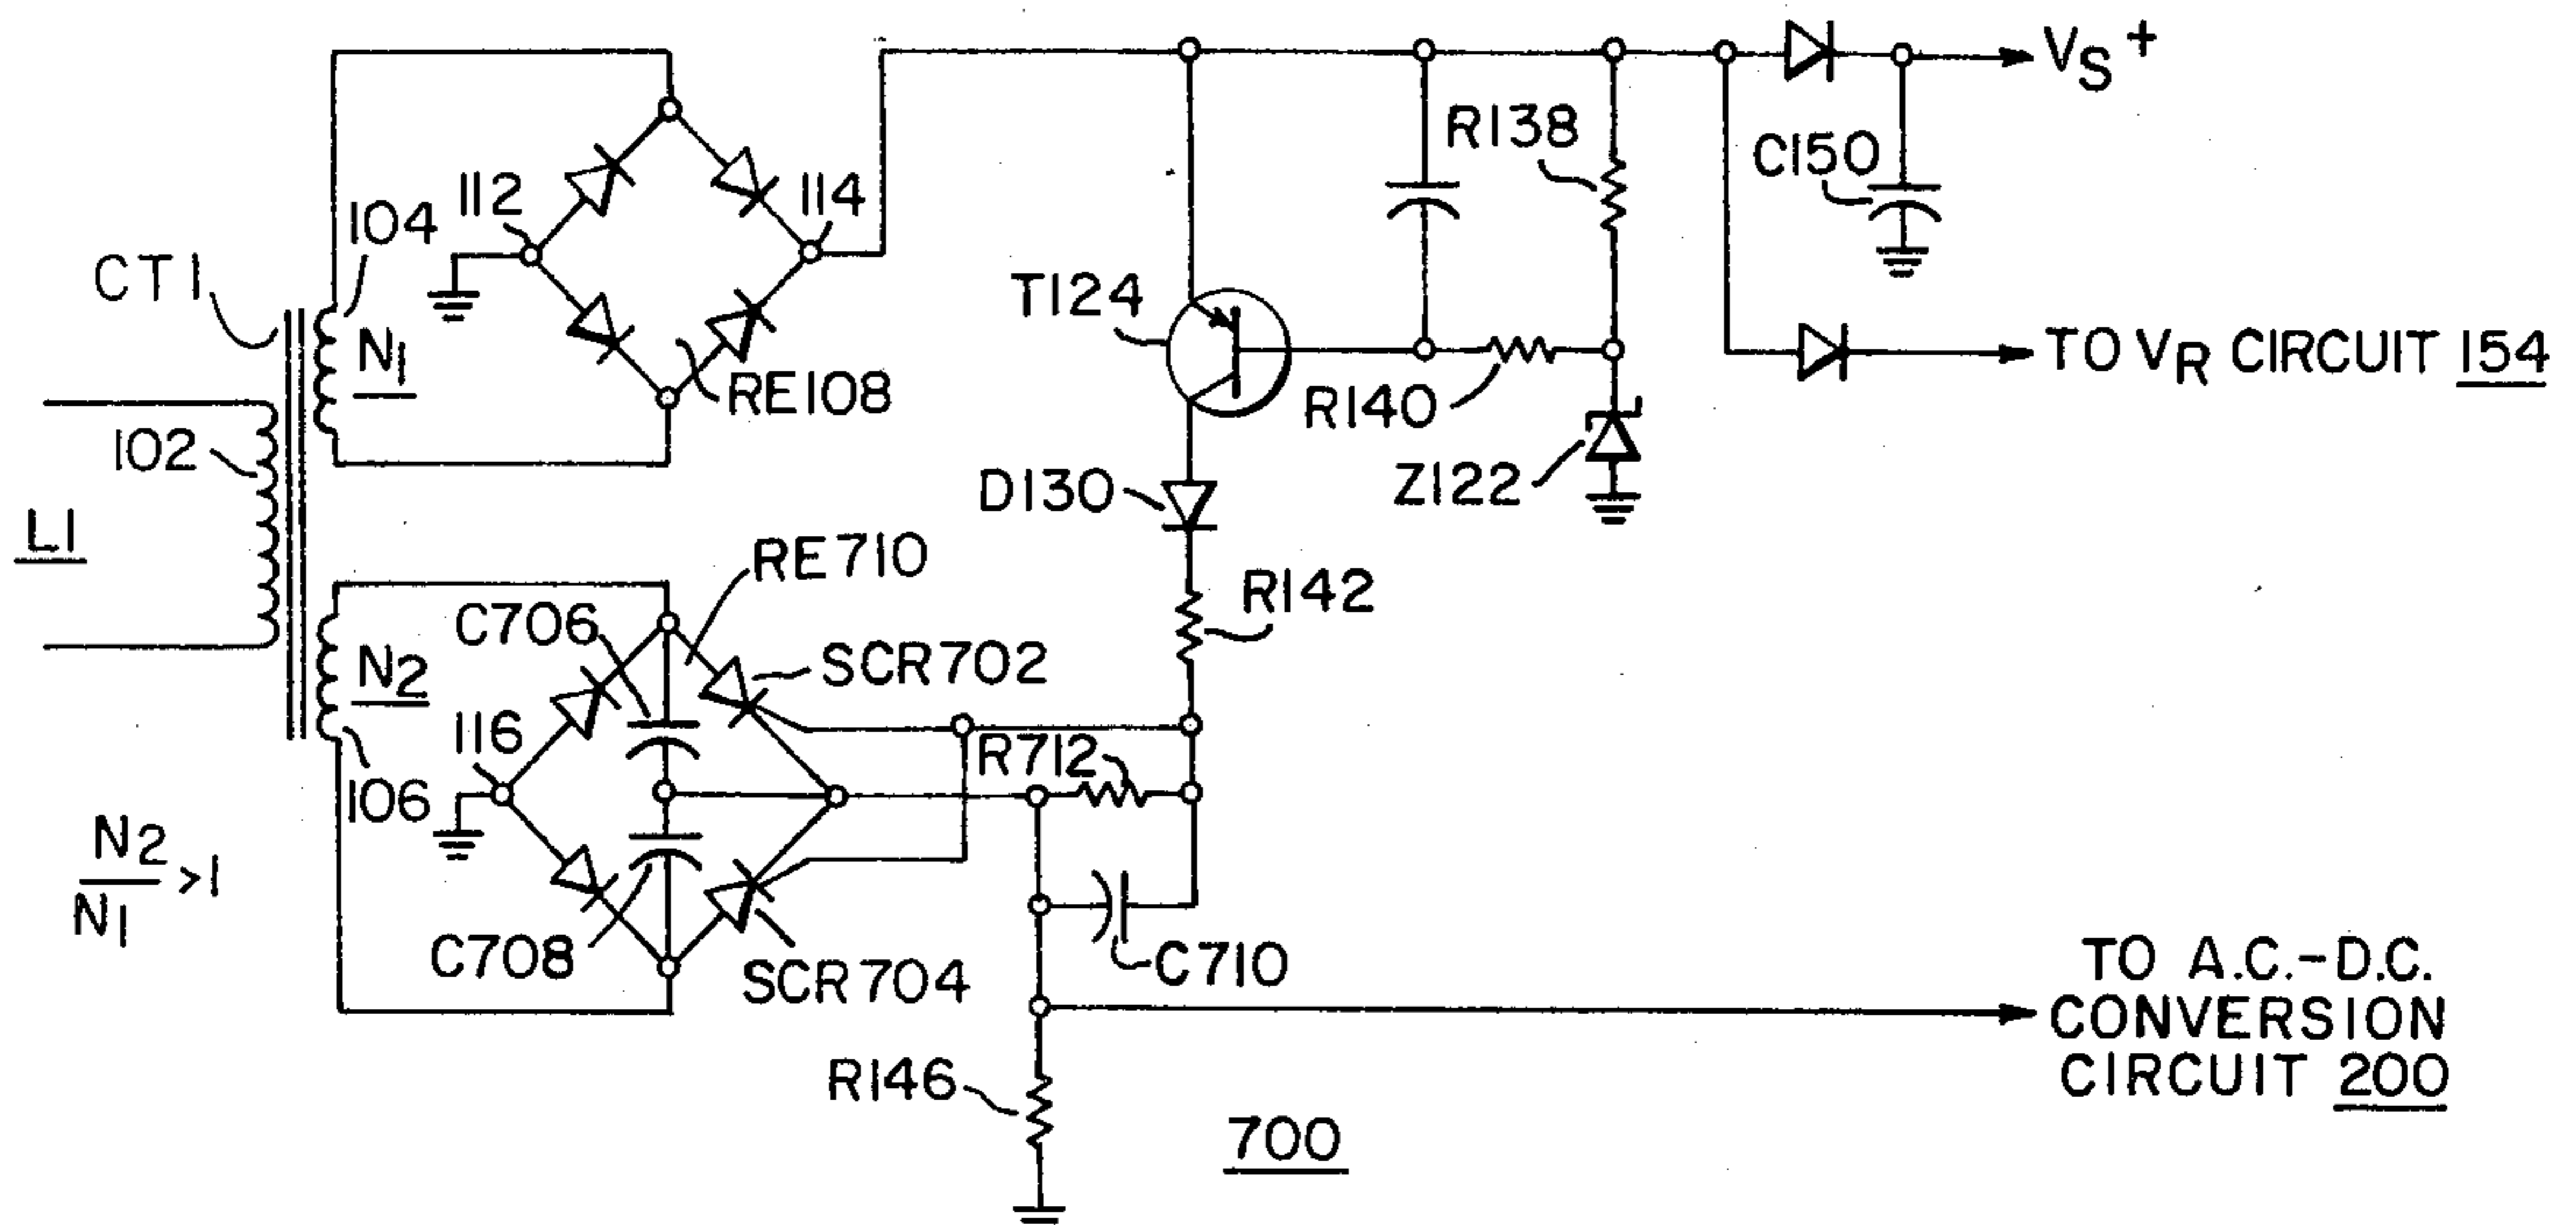 VS+
R138
C150
112
114
104
CT1
T124
N1
TO VR CIRCUIT 154
RE108
R140
102
D130
Z122
L1
RE710
R142
C706
SCR702
N2
116
R712
106
N2
N1
>1
C708
SCR704
C710
TO A.C.-D.C.
CONVERSION
CIRCUIT 200
R146
700